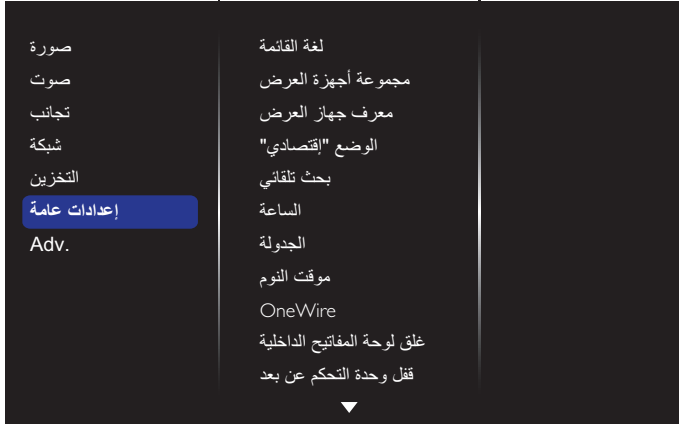 صورة
صوت
تجانب
شبكة
التخزين
إعدادات عامة
Adv.
لغة القائمة
مجموعة أجهزة العرض
معرف جهاز العرض
الوضع "إقتصادي"
بحث تلقائي
الساعة
الجدولة
موقت النوم
OneWire
غلق لوحة المفاتيح الداخلية
قفل وحدة التحكم عن بعد